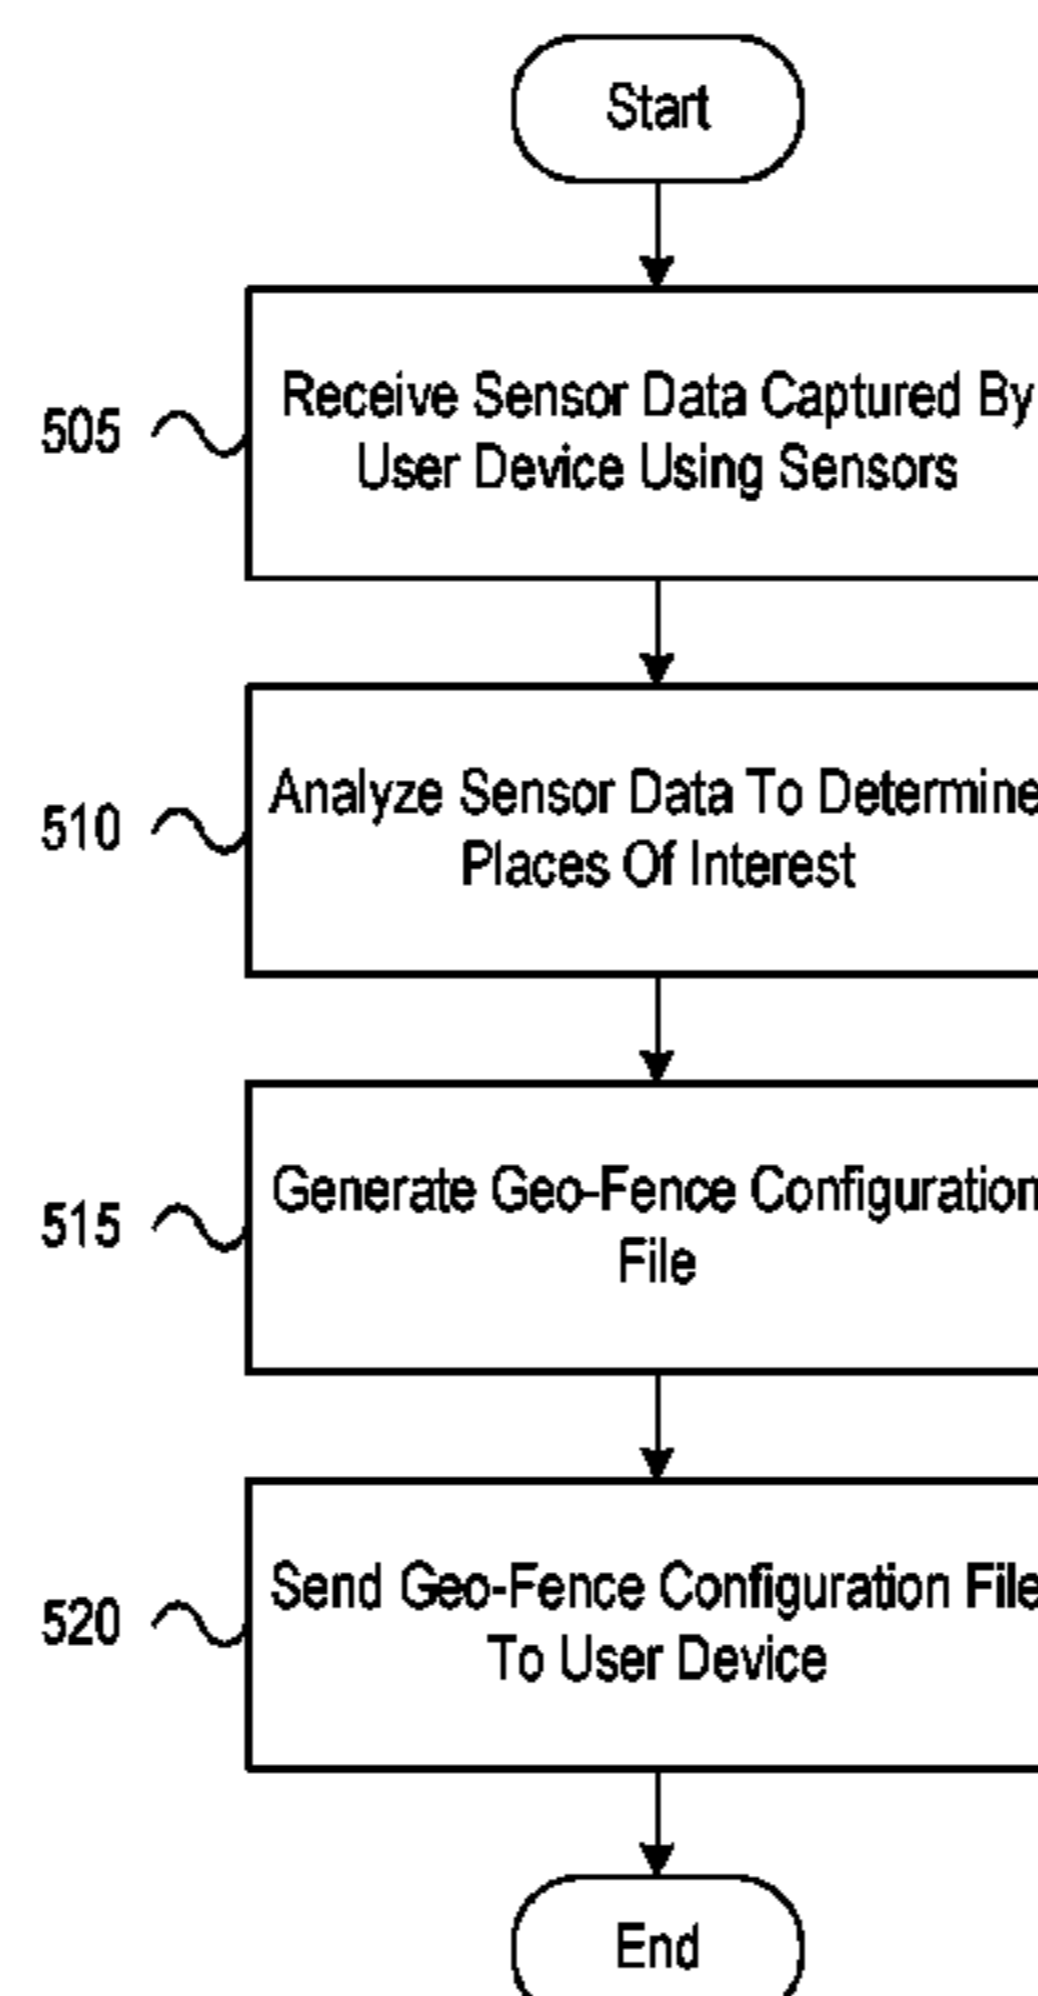 Start
505
Receive Sensor Data Captured By
User Device Using Sensors
510
Analyze Sensor Data To Determine
Places Of Interest
515
Generate Geo-Fence Configuration
File
520
Send Geo-Fence Configuration File
To User Device
End